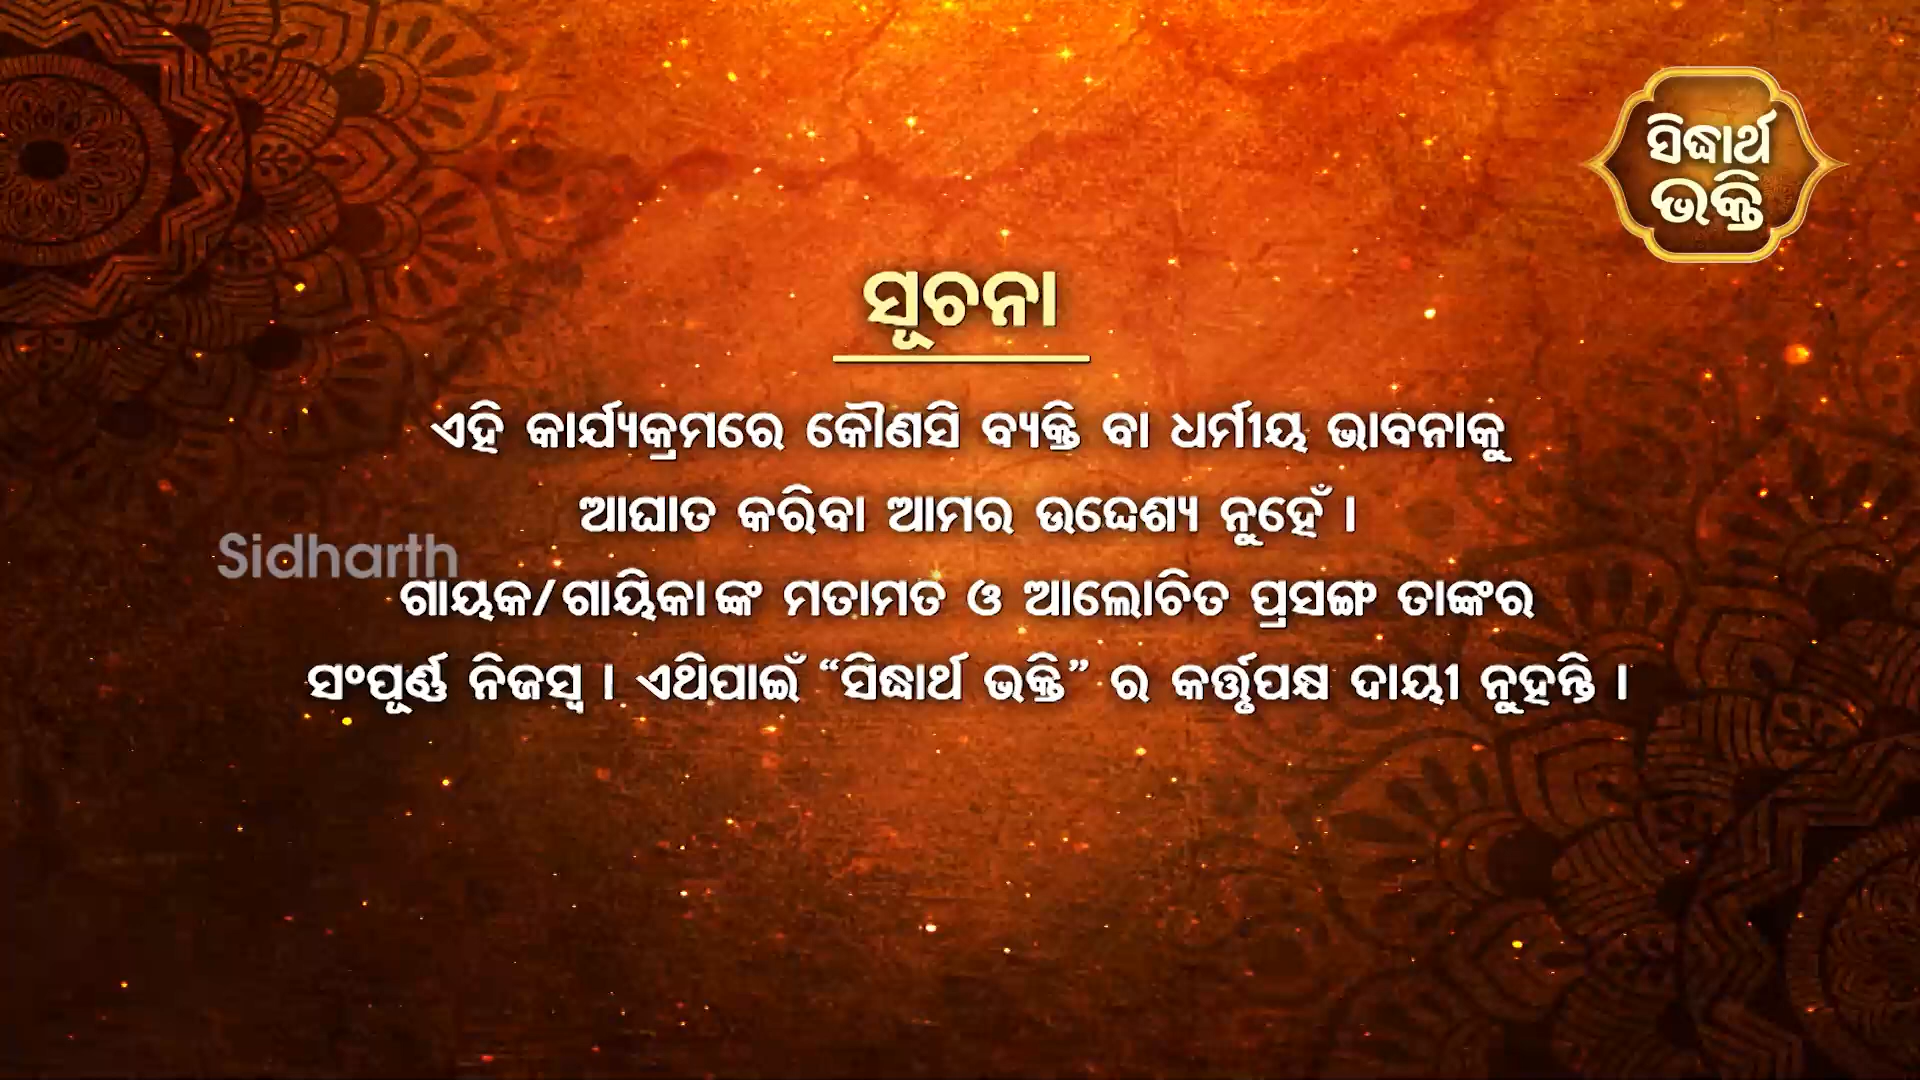 ସିଦ୍ଧାର୍ଥ
ଭକ୍ତି
ସୂଚନା
ଏହି କାର୍ଯ୍ୟକ୍ରମରେ କୌଣସି ବ୍ୟକ୍ତି ବା ଧର୍ମୀୟ ଭାବନାକୁ
ଆଘାତ କରିବା ଆମର ଉଦ୍ଦେଶ୍ୟ ନୁହେଁ ।
Sidharth
ଗାୟକ/ଗାୟିକାଙ୍କ ମତାମତ ଓ ଆଲୋଚିତ ପ୍ରସଙ୍ଗ ତାଙ୍କର
ସଂପୂର୍ଣ୍ଣ ନିଜସ୍ୱ । ଏଥିପାଇଁ “ସିଦ୍ଧାର୍ଥ ଭକ୍ତି” ର କର୍ତ୍ତୃପକ୍ଷ ଦାୟୀ ନୁହନ୍ତି ।